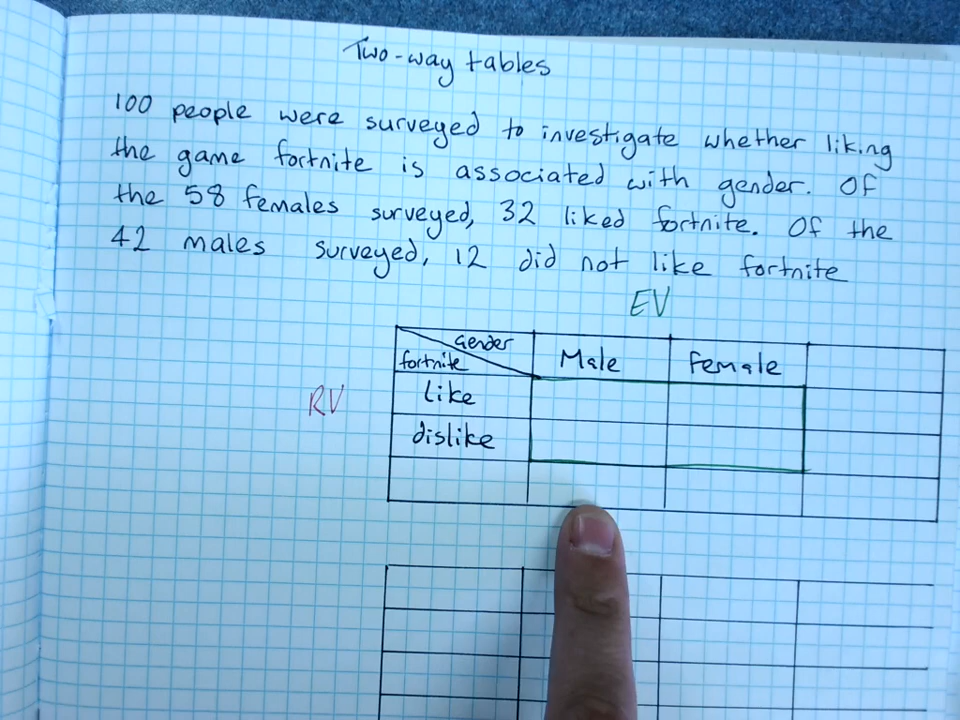 Two-way tables
100 people were surveyed to investigate whether liking
the game fortnite is associated with gender. Of
the 58 females surveyed, 32 liked fortnite. Of the
42 males surveyed, 12 did not like fortnite
EV
Gender
fortnite
Male
Female
RV
like
dislike